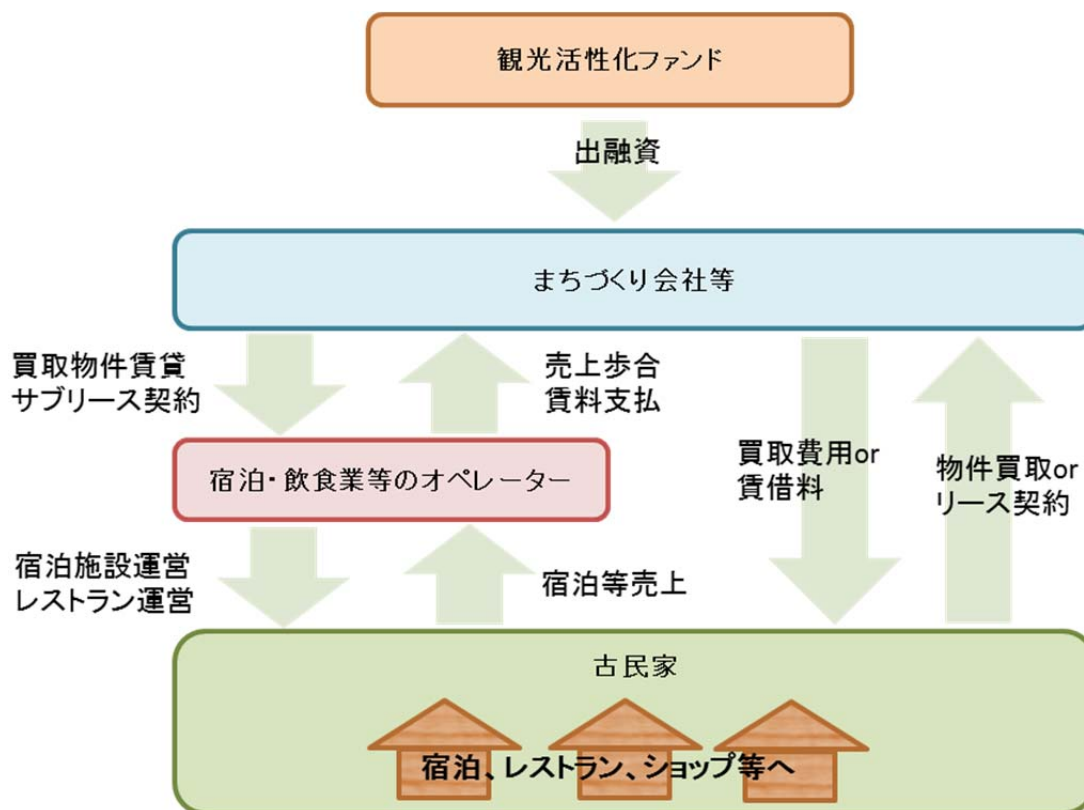 観光活性化ファンド
出融資
まちづくり会社等
買取物件賃貸
サブリース契約
売上歩合
賃料支払
買取費用or
賃借料
物件買取or
リース契約
宿泊・飲食業等のオペレーター
宿泊施設運営
レストラン運営
宿泊等売上
古民家
宿泊、レストラン、ショップ等へ